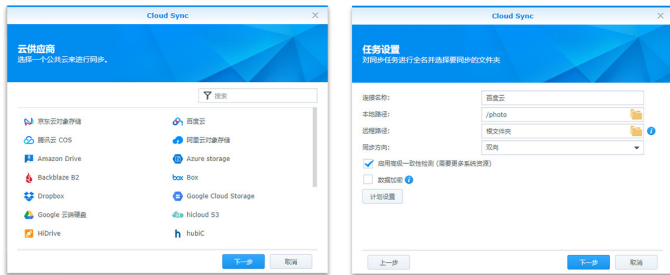 Cloud Sync
云供应商
选择一个公共云来进行同步。
搜索
京东云对象存储
百度云
腾讯云 COS
阿里云对象存储
Amazon Drive
Azure storage
Backblaze B2
box Box
Dropbox
Google Cloud Storage
Google 云端硬盘
hicloud S3
HiDrive
hubiC
下一步
取消
Cloud Sync
任务设置
对同步任务进行全名并选择要同步的文件夹
连接名称:
百度云
本地路径:
/photo
远程路径:
根文件夹
同步方向:
双向
启用高级一致性检测 (需要更多系统资源)
数据加密
计划设置
上一步
下一步
取消